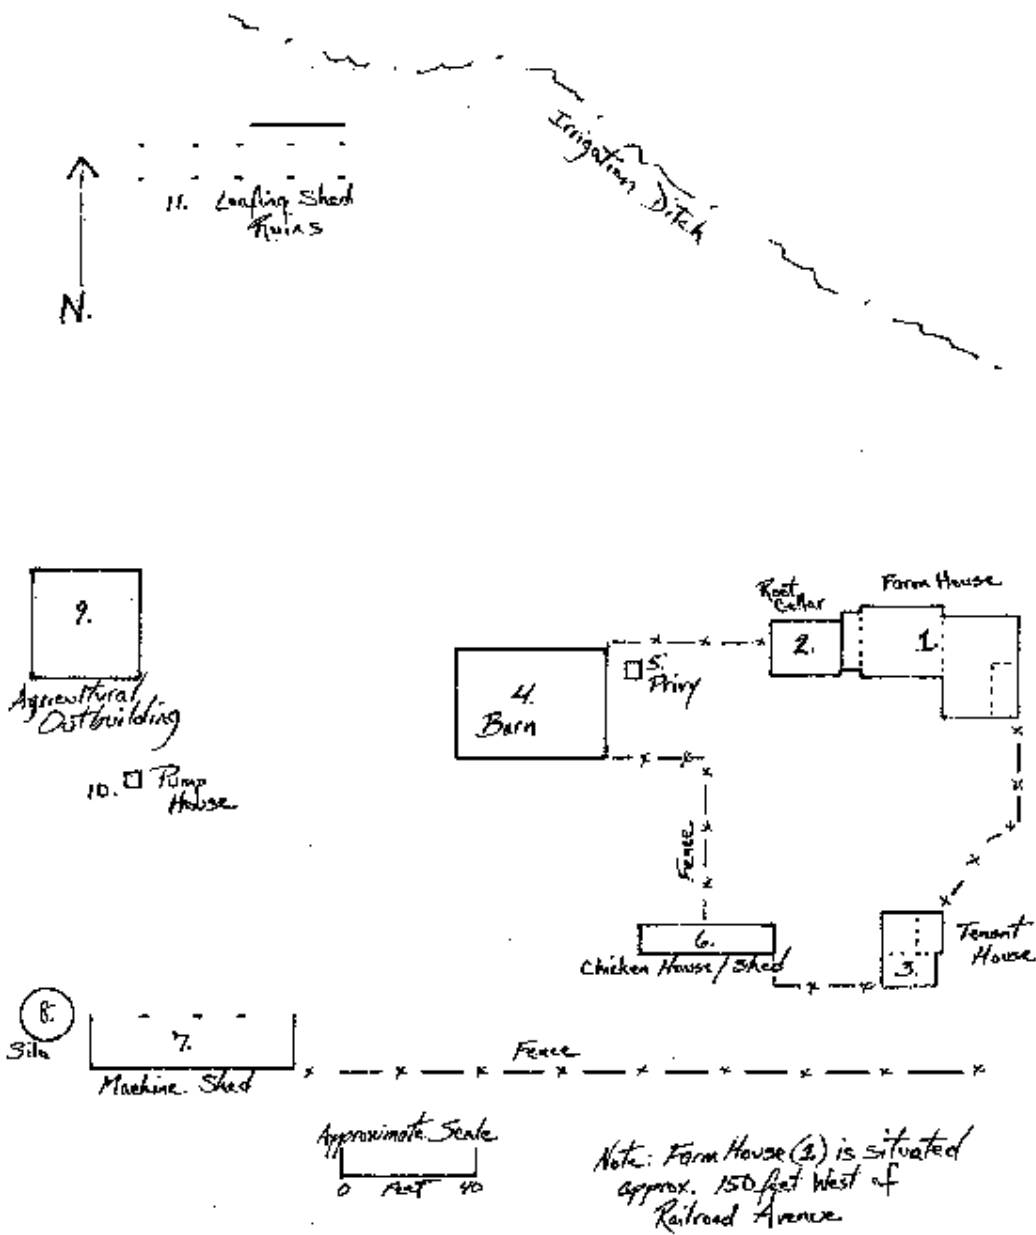 Irrigation Ditch
11. Loafing Shed
Ruins
N.
9.
Agricultural
Outbuilding
10. Pump
House
Root
Cellar
Farm House
2.
1.
4.
Barn
5.
Privy
Fence
6.
Chicken House/Shed
Tenant
House
3.
8.
Silo
7.
Machine Shed
Fence
Approximate Scale
0 Feet 40
Note: Farm House (1) is situated
approx. 150 feet West of
Railroad Avenue